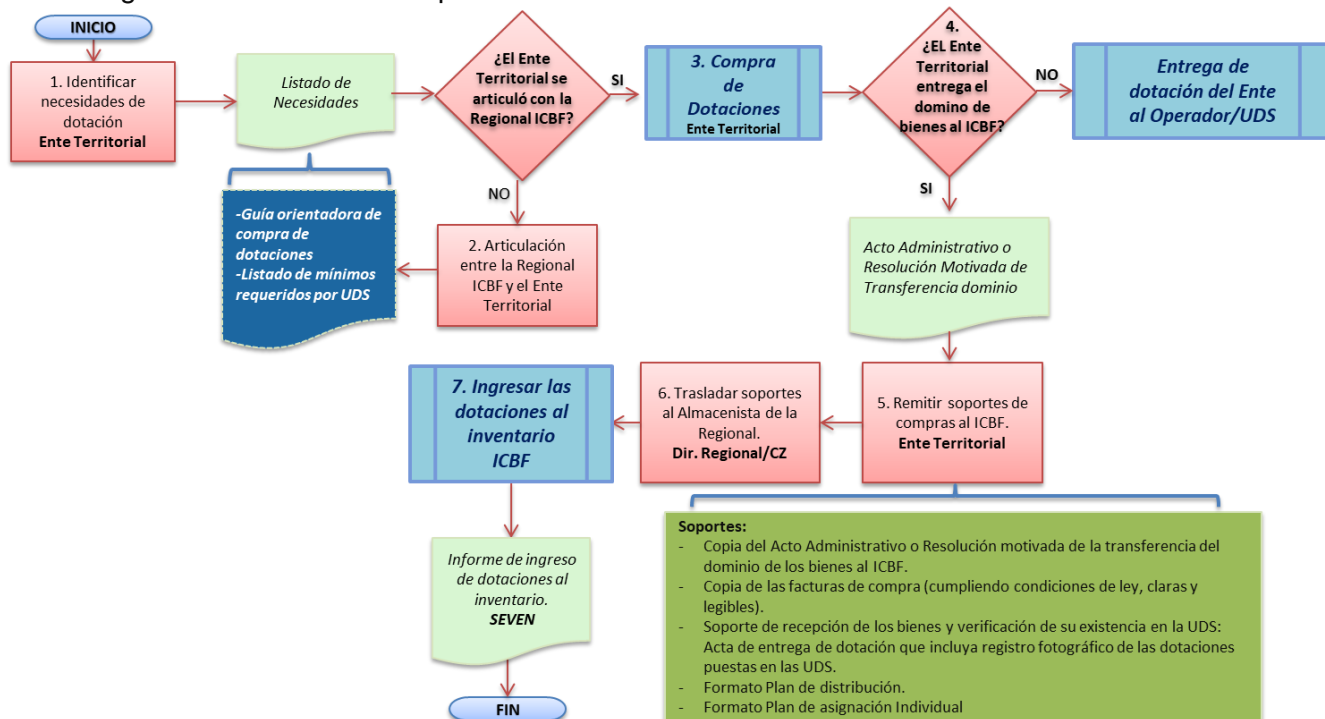 INICIO
1. Identificar
necesidades de
dotación
Ente Territorial
Listado de
Necesidades
¿El Ente
Territorial se
articuló con la
Regional ICBF?
SI
3. Compra
de
Dotaciones
Ente Territorial
4.
¿EL Ente
Territorial
entrega el
domino de
bienes al ICBF?
NO
Entrega de
dotación del Ente
al Operador/UDS
NO
SI
-Guía orientadora de
compra de
dotaciones
-Listado de mínimos
requeridos por UDS
2. Articulación
entre la Regional
ICBF y el Ente
Territorial
Acto Administrativo o
Resolución Motivada de
Transferencia dominio
7. Ingresar las
dotaciones al
inventario
ICBF
6. Trasladar soportes
al Almacenista de la
Regional.
Dir. Regional/CZ
5. Remitir soportes de
compras al ICBF.
Ente Territorial
Informe de ingreso
de dotaciones al
inventario.
SEVEN
FIN
Soportes:
- Copia del Acto Administrativo o Resolución motivada de la transferencia del
dominio de los bienes al ICBF.
- Copia de las facturas de compra (cumpliendo condiciones de ley, claras y
legibles).
- Soporte de recepción de los bienes y verificación de su existencia en la UDS:
Acta de entrega de dotación que incluya registro fotográfico de las dotaciones
puestas en las UDS.
- Formato Plan de distribución.
- Formato Plan de asignación Individual